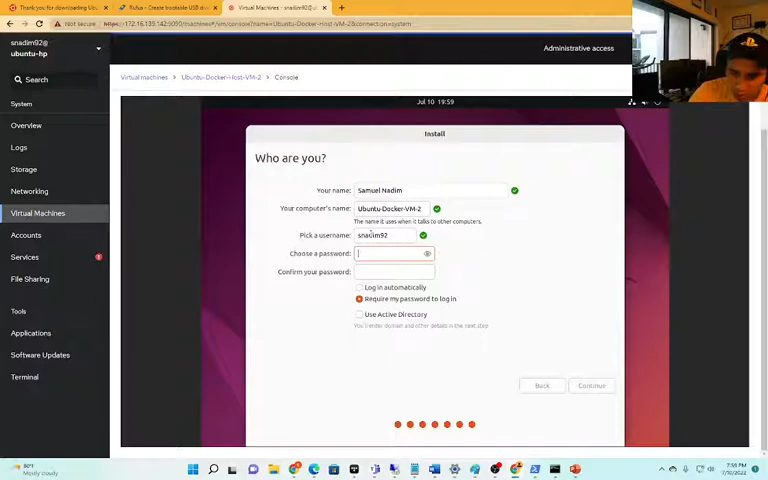 Thank you for downloading Ubu
Rufus - Create bootable USB d
Virtual Machines - snadim92@u
Not secure
https://172.16.139.142:9090/machines#/vm/console?name=Ubuntu-Docker-Host-VM-2&connection=system
snadim92@
ubuntu-hp
Administrative access
Search
Virtual machines > Ubuntu-Docker-Host-VM-2 > Console
System
Overview
Logs
Storage
Networking
Virtual Machines
Accounts
Services
File Sharing
Tools
Applications
Software Updates
Terminal
Jul 10 19:59
Install
Who are you?
Your name: Samuel Nadim
Your computer's name: Ubuntu-Docker-VM-2
The name it uses when it talks to other computers.
Pick a username: snadim92
Choose a password:
Confirm your password:
Log in automatically
Require my password to log in
Use Active Directory
You'll enter domain and other details in the next step.
Back
Continue
Mostly cloudy
7:59 PM
7/10/2022